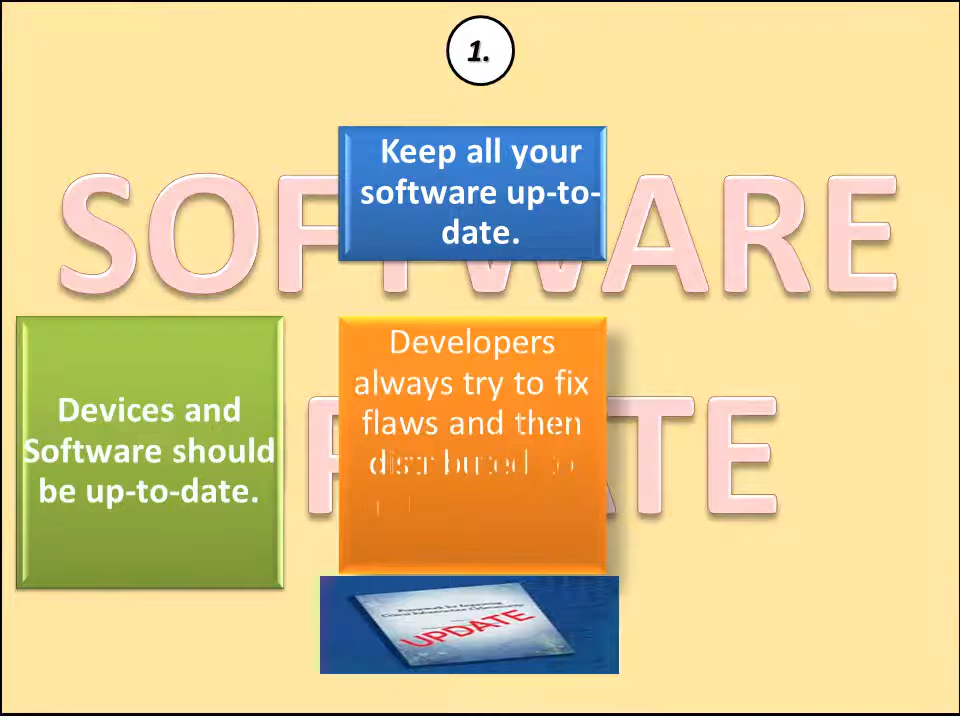 1.
Keep all your
software up-to-
date.
SOFTWARE
Devices and
Software should
be up-to-date.
Developers
always try to fix
flaws and then
distributed to
UPDATE